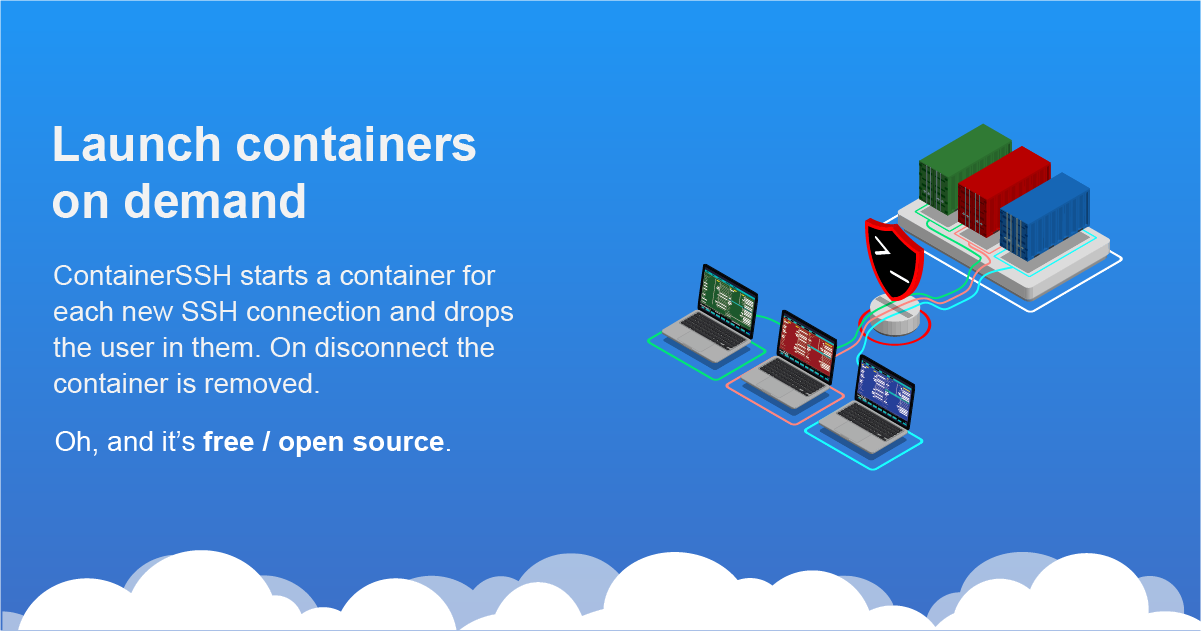 Launch containers
on demand
ContainerSSH starts a container for
each new SSH connection and drops
the user in them. On disconnect the
container is removed.
Oh, and it’s free / open source.